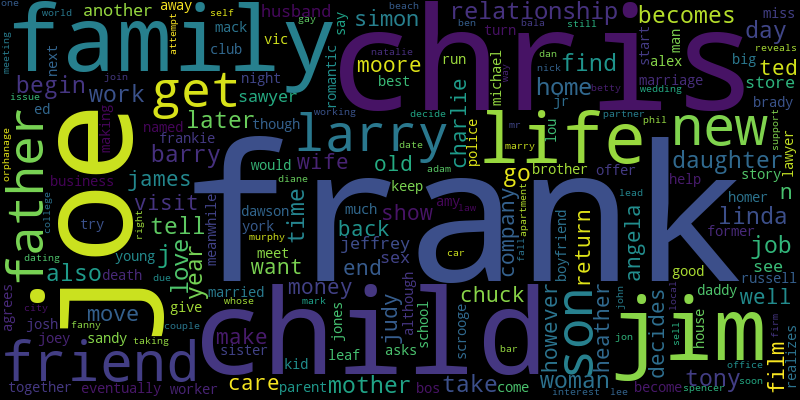 one
world
self
away
attempt
gay
another
husband
simon
beach
ben
bala
still
becomes
meeting
family
mack
club
vic
say
relationship
turn
miss
day
chris
next
romantic
moore
best
run
michael
natalie
way
find
dan
nick
start
alex
man
reveals
wedding
big
ted
begin
work
get
night
sawyer
home
jr
betty
marriage
store
issue
ed
making
named
later
though
charlie
police
mr
lou
partner
phil
support
brady
joe
frankie
larry
life
new
lawyer
orphanage
father
barry
wife
old
working
date
marry
decide
adam
brother
offer
daughter
story
james
would
diane
keep
go
apartment
help
homer
n
business
visit
dawson
time
much
show
amy
law
company
fall
boyfriend
return
lead
linda
former
college
try
right
tell
york
back
frank
angela
job
dating
also
j
love
year
meanwhile
murphy
want
meet
jeffrey
sex
car
see
young
death
due
end
good
russell
agrees
city
move
give
married
whose
money
mark
judy
although
chuck
however
son
heather
john
local
daddy
well
josh
fanny
couple
child
jones
school
scrooge
decides
jon
sell
house
joey
sandy
taking
make
leaf
asks
bar
jim
firm
film
realizes
friend
sister
kid
woman
tony
office
soon
together
eventually
worker
care
parent
mother
bos
take
come
interest
lee
become
spencer